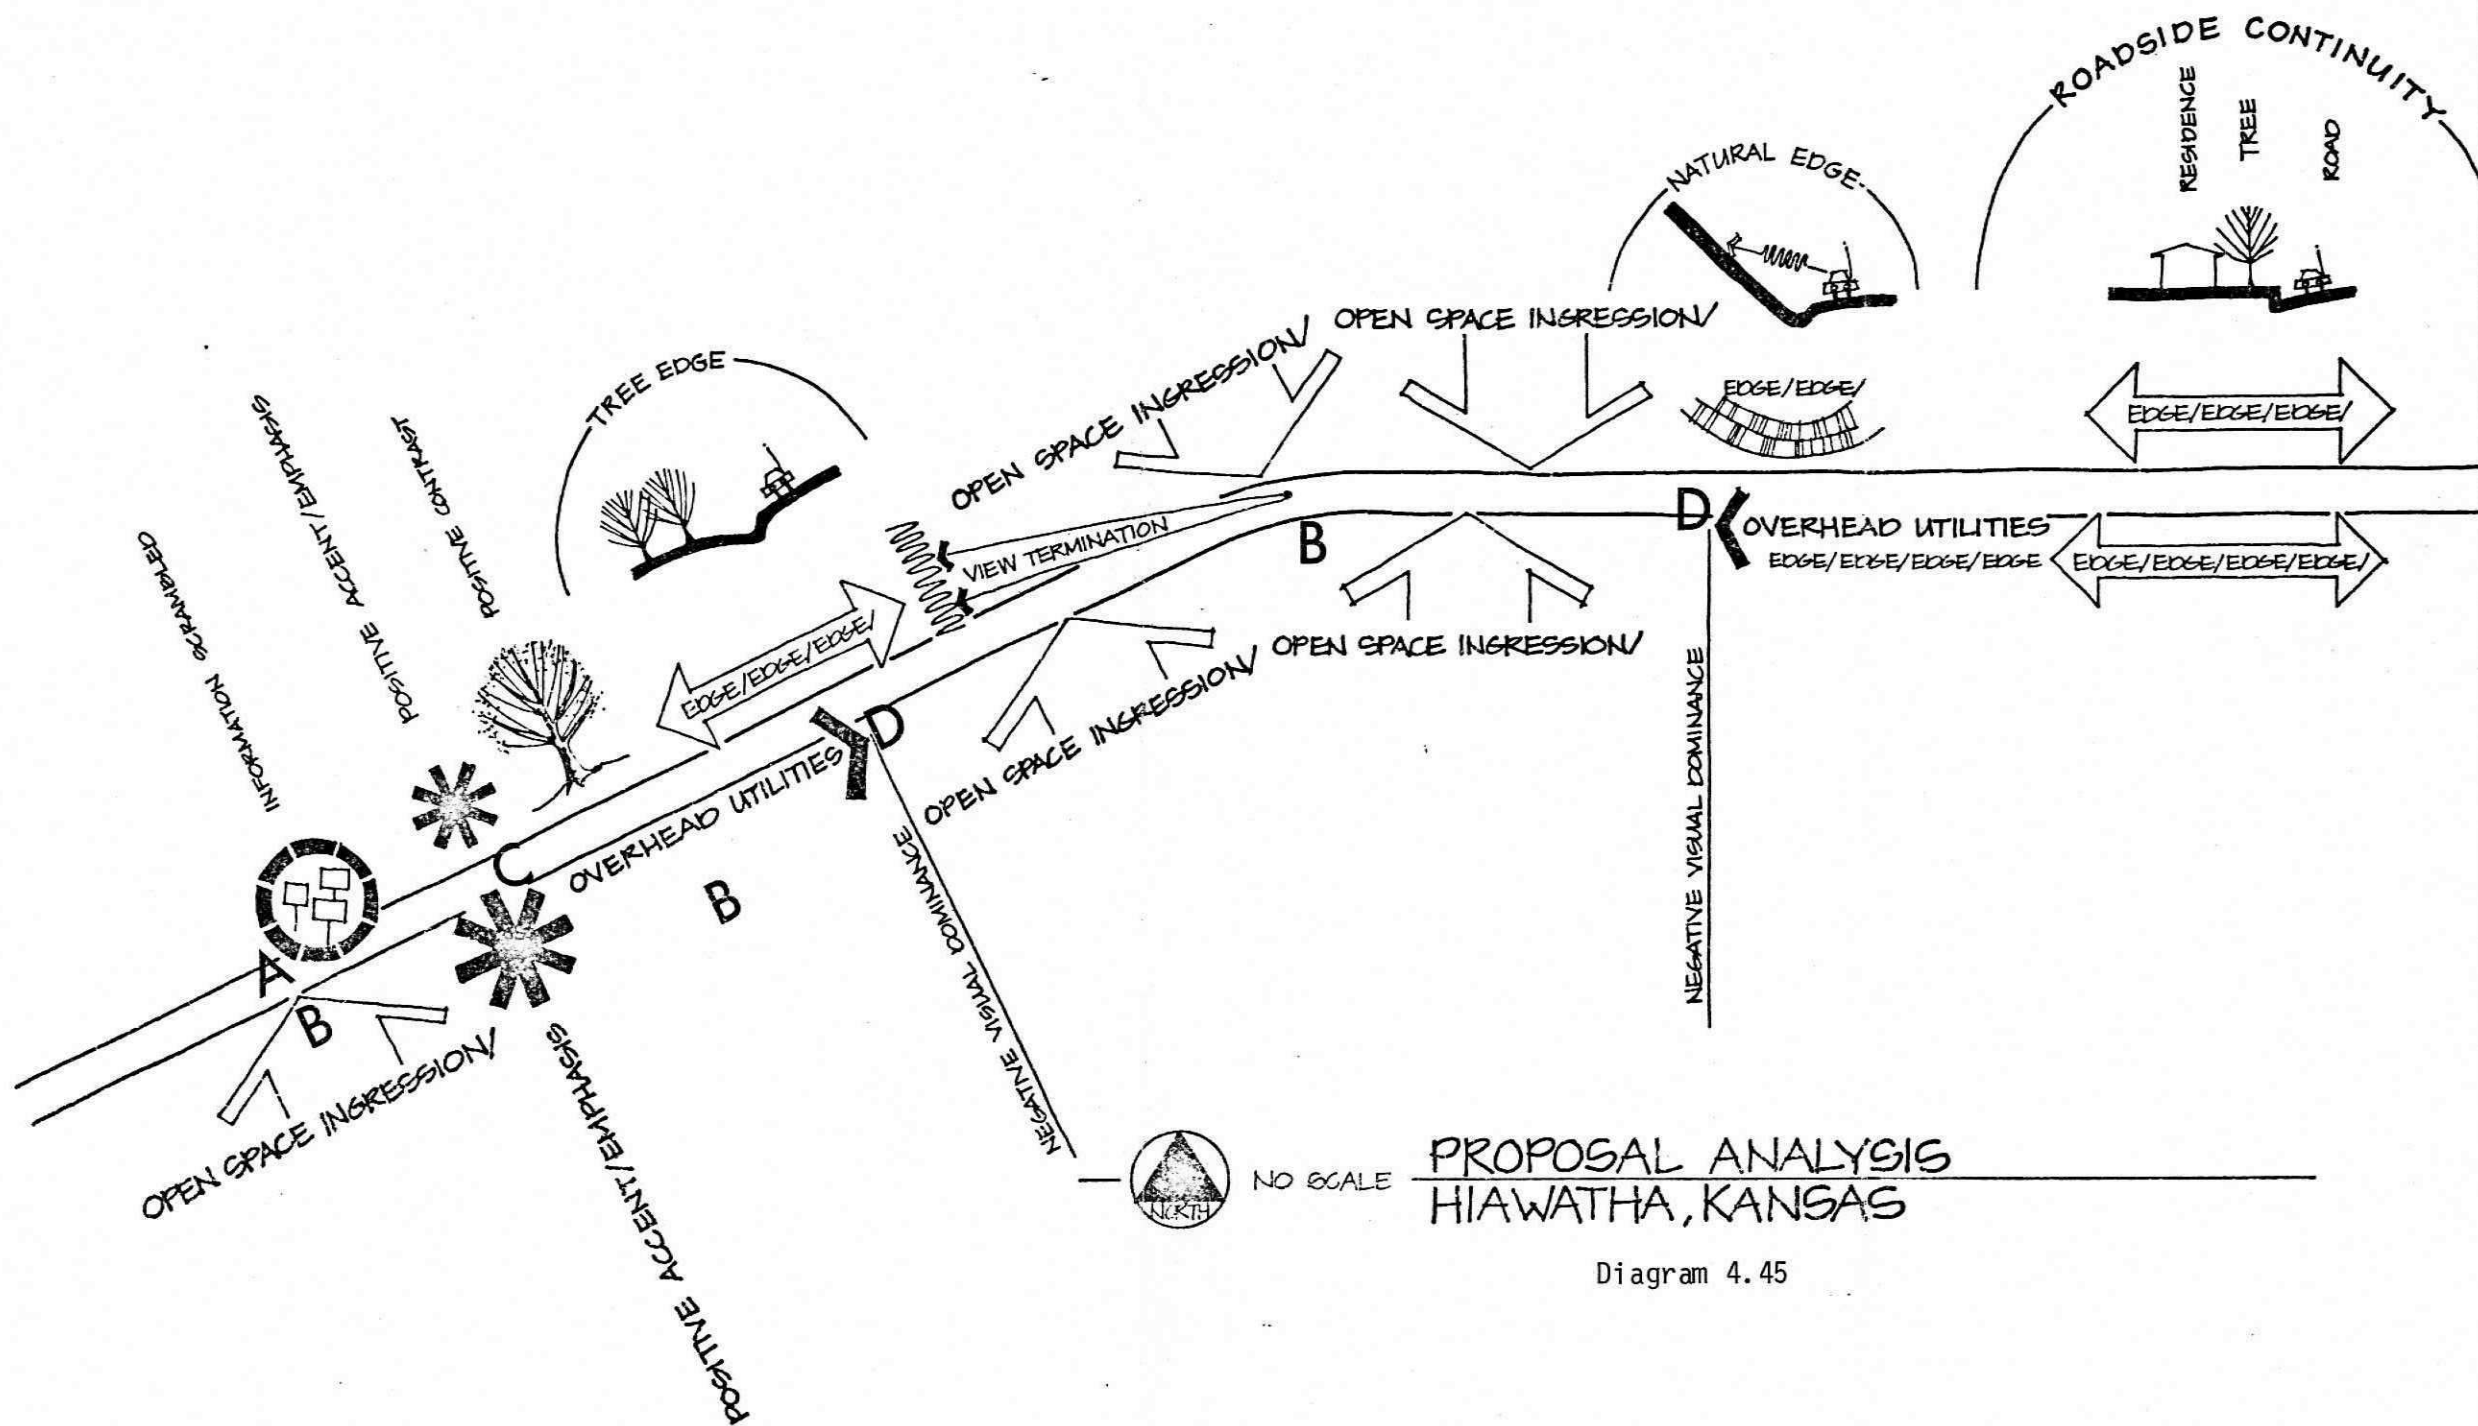 ROADSIDE CONTINUITY
RESIDENCE
TREE
ROAD
NATURAL EDGE
OPEN SPACE INGRESSION/
OPEN SPACE INGRESSION/
EDGE/EDGE/
EDGE/EDGE/EDGE/
TREE EDGE
POSITIVE CONTRAST
POSITIVE ACCENT/EMPHASIS
INFORMATION SCRAMBLED
VIEW TERMINATION
B
D
OVERHEAD UTILITIES
EDGE/EDGE/EDGE/EDGE
EDGE/EDGE/EDGE/EDGE/
EDGE/EDGE/EDGE/
OPEN SPACE INGRESSION/
OPEN SPACE INGRESSION/
D
NEGATIVE VISUAL DOMINANCE
OVERHEAD UTILITIES
C
B
NEGATIVE VISUAL DOMINANCE
A
B
OPEN SPACE INGRESSION/
POSITIVE ACCENT/EMPHASIS
NORTH
NO SCALE
PROPOSAL ANALYSIS
HIAWATHA, KANSAS
Diagram 4.45